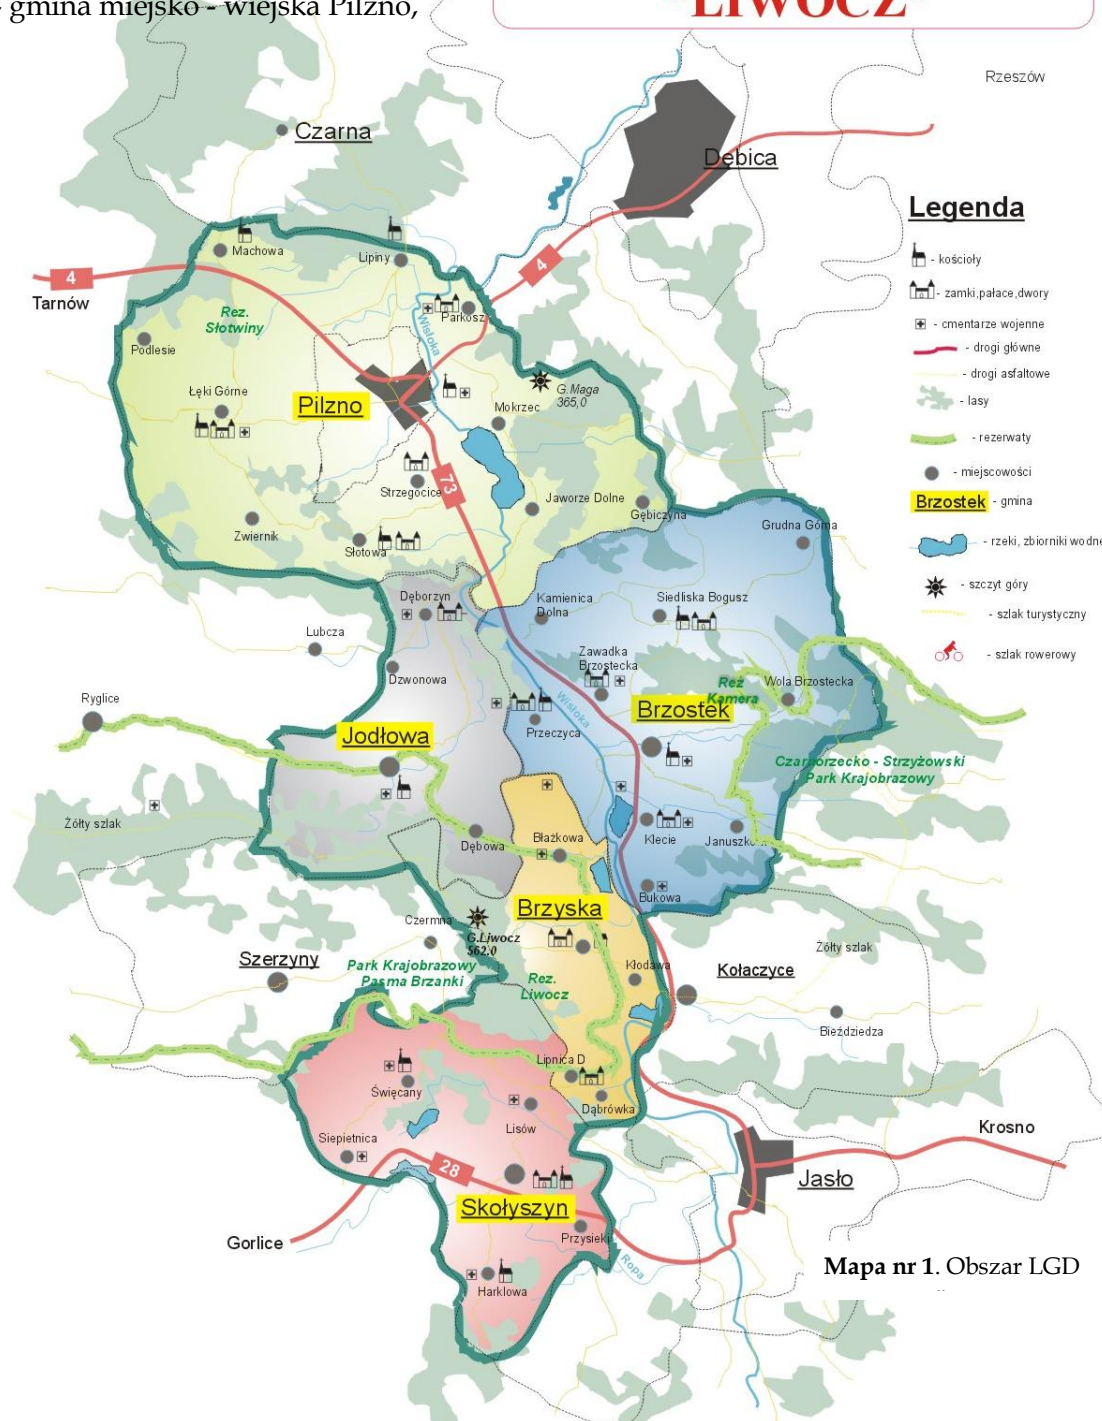 gmina miejsko - wiejska Pilzno,
LIWOCZ
Rzeszów
Czarna
Dębica
Legenda
- kościoły
- zamki,pałace,dwory
- cmentarze wojenne
- drogi główne
- drogi asfaltowe
- lasy
- rezerwaty
- miejscowości
Brzostek - gmina
- rzeki, zbiorniki wodne
- szczyt góry
- szlak turystyczny
- szlak rowerowy
Machowa
Lipiny
4
4
Tarnów
Rez.
Słotwiny
Parkosz
Wisłoka
Podlesie
Łęki Górne
Pilzno
G.Maga
365,0
Mokrzec
Strzegocice
73
Jaworze Dolne
Gębiczyna
Zwiernik
Słotowa
Grudna Górna
Dęborzyn
Kamienica
Dolna
Siedliska Bogusz
Lubcza
Dzwonowa
Zawadka
Brzostecka
Rez
Kamera
Wola Brzostecka
Ryglice
Wisłoka
Przeczyca
Brzostek
Jodłowa
Czarnorzecko - Strzyżowski
Park Krajobrazowy
Żółty szlak
Dębowa
Błażkowa
Klecie
Bukowa
Brzyska
Czermna
G.Liwocz
562,0
Szerzyny
Park Krajobrazowy
Pasma Brzanki
Rez.
Liwocz
Kłodawa
Kołaczyce
Żółty szlak
Bieździedza
Lipnica D
Święcany
Dąbrówka
Lisów
Siepietnica
28
Krosno
Jasło
Skołyszyn
Gorlice
Przysieki
Ropa
Harklowa
Mapa nr 1. Obszar LGD